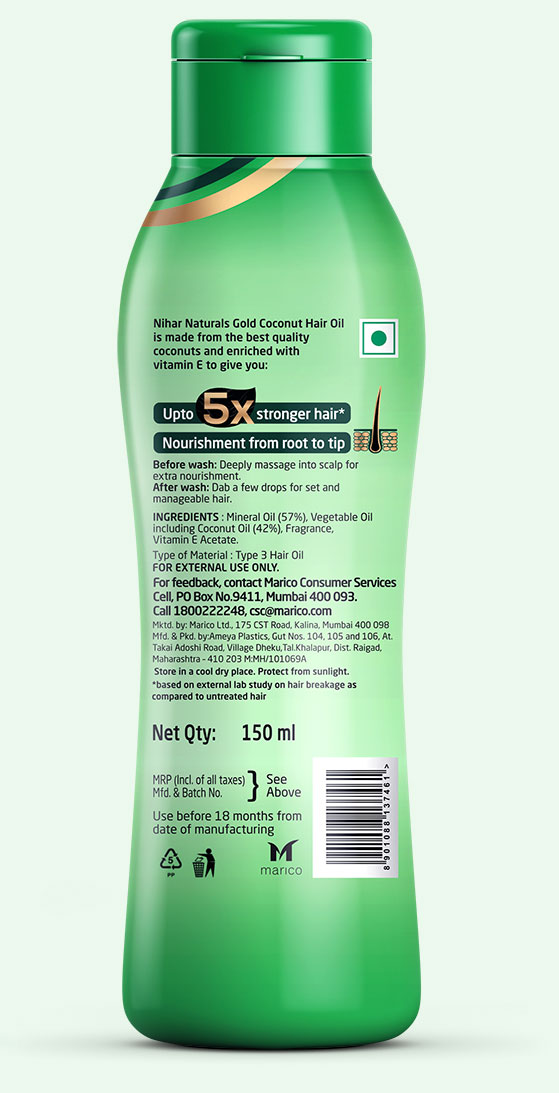 Nihar Naturals Gold Coconut Hair Oil
is made from the best quality
coconuts and enriched with
vitamin E to give you:
Upto 5x stronger hair*
Nourishment from root to tip
Before wash: Deeply massage into scalp for
extra nourishment.
After wash: Dab a few drops for set and
manageable hair.
INGREDIENTS : Mineral Oil (57%), Vegetable Oil
including Coconut Oil (42%), Fragrance,
Vitamin E Acetate.
Type of Material : Type 3 Hair Oil
FOR EXTERNAL USE ONLY.
For feedback, contact Marico Consumer Services
Cell, PO Box No.9411, Mumbai 400 093.
Call 1800222248, csc@marico.com
Mktd. by: Marico Ltd., 175 CST Road, Kalina, Mumbai 400 098
Mfd. & Pkd. by:Ameya Plastics, Gut Nos. 104, 105 and 106, At.
Takai Adoshi Road, Village Dheku,Tal.Khalapur, Dist. Raigad,
Maharashtra - 410 203 M:MH/101069A
Store in a cool dry place. Protect from sunlight.
*based on external lab study on hair breakage as
compared to untreated hair
Net Qty: 150 ml
MRP (Incl. of all taxes) } See
Mfd. & Batch No. Above
Use before 18 months from
date of manufacturing
5
PP
marico
8 901088 137461 >